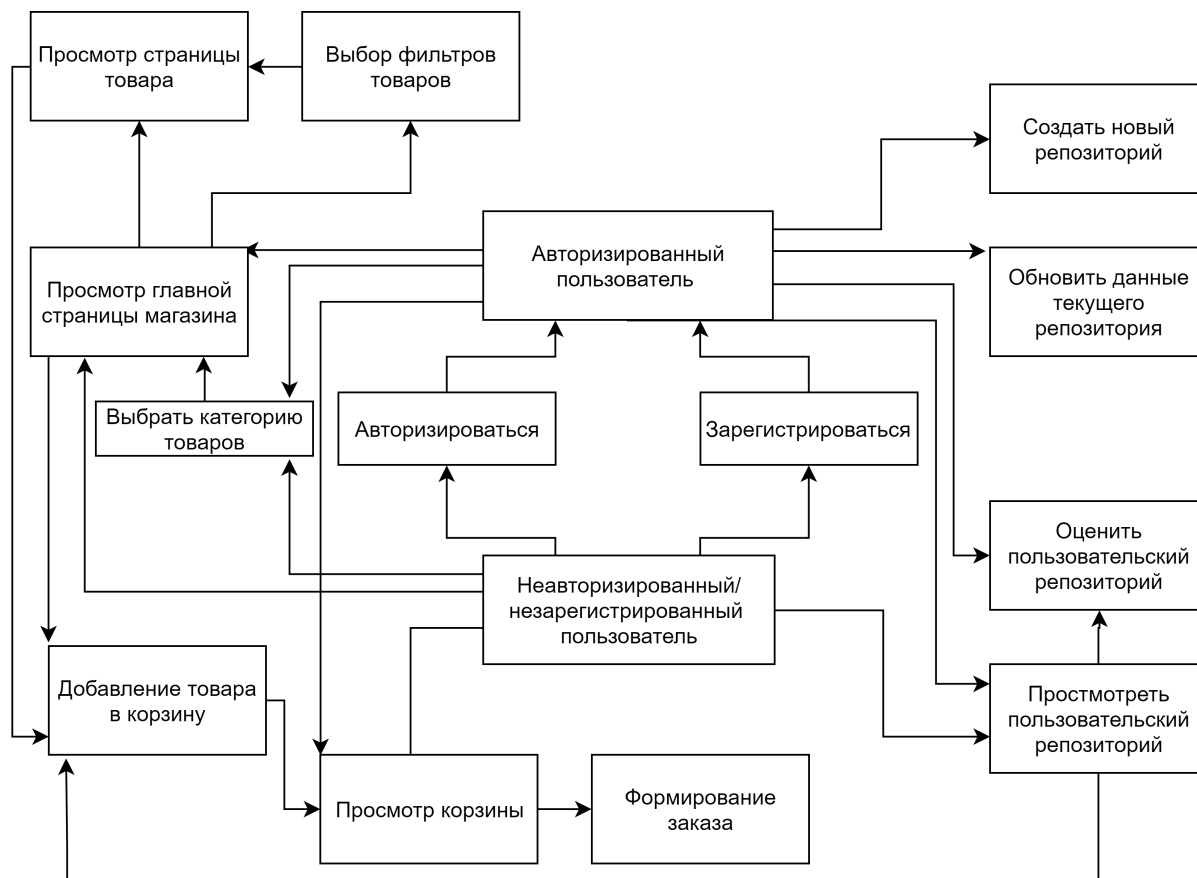 Просмотр страницы
товара
Выбор фильтров
товаров
Создать новый
репозиторий
Авторизированный
пользователь
Просмотр главной
страницы магазина
Обновить данные
текущего
репозитория
Выбрать категорию
товаров
Авторизироваться
Зарегистрироваться
Оценить
пользовательский
репозиторий
Неавторизированный/
незарегистрированный
пользователь
Добавление товара
в корзину
Простмотреть
пользовательский
репозиторий
Просмотр корзины
Формирование
заказа